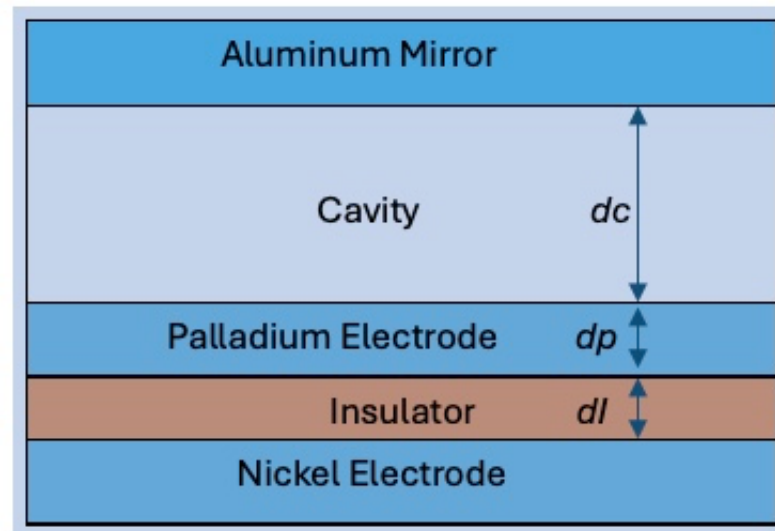 Aluminum Mirror
Cavity dc
Palladium Electrode dp
Insulator dI
Nickel Electrode